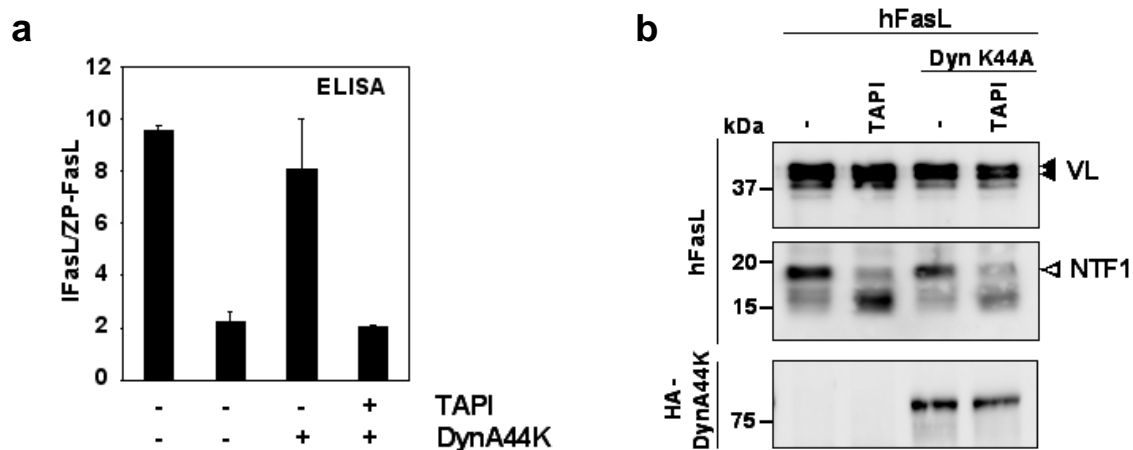 a
12
10
8
6
4
2
0
lFasL/ZP-FasL
ELISA
- - - + TAPI
- - + + DynA44K
b
hFasL
Dyn K44A
kDa - TAPI - TAPI
hFasL
37
VL
20
15
NTF1
HA-
DynA44K
75